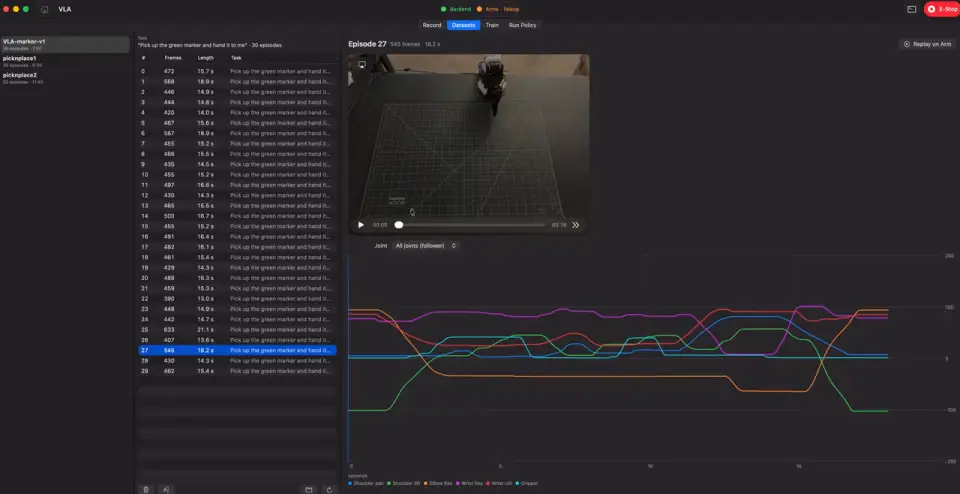 VLA
Backend
Arms · Teleop
E-Stop
Record
Datasets
Train
Run Policy
VLA-marker-v1
picknplace1
picknplace2
Task
"Pick up the green marker and hand it to me" · 30 episodes
# Frames Length Task
0 472 15.7 s Pick up the green marker and hand it...
1 568 18.9 s Pick up the green marker and hand it...
2 446 14.9 s Pick up the green marker and hand it...
3 444 14.8 s Pick up the green marker and hand it...
4 420 14.0 s Pick up the green marker and hand it...
5 467 15.6 s Pick up the green marker and hand it...
6 567 18.9 s Pick up the green marker and hand it...
7 455 15.2 s Pick up the green marker and hand it...
8 466 15.5 s Pick up the green marker and hand it...
9 435 14.5 s Pick up the green marker and hand it...
10 455 15.2 s Pick up the green marker and hand it...
11 497 16.6 s Pick up the green marker and hand it...
12 430 14.3 s Pick up the green marker and hand it...
13 465 15.5 s Pick up the green marker and hand it...
14 500 16.7 s Pick up the green marker and hand it...
15 455 15.2 s Pick up the green marker and hand it...
16 491 16.4 s Pick up the green marker and hand it...
17 482 16.1 s Pick up the green marker and hand it...
18 461 15.4 s Pick up the green marker and hand it...
19 429 14.3 s Pick up the green marker and hand it...
20 488 16.3 s Pick up the green marker and hand it...
21 459 15.3 s Pick up the green marker and hand it...
22 390 13.0 s Pick up the green marker and hand it...
23 448 14.9 s Pick up the green marker and hand it...
24 442 14.7 s Pick up the green marker and hand it...
25 633 21.1 s Pick up the green marker and hand it...
26 407 13.6 s Pick up the green marker and hand it...
27 545 18.2 s Pick up the green marker and hand it...
28 430 14.3 s Pick up the green marker and hand it...
29 462 15.4 s Pick up the green marker and hand it...
Episode 27 545 frames · 18.2 s
Replay on Arm
00:00
00:18
Joint All joints (follower)
200
100
0
-100
-200
0 5 10 15
seconds
Shoulder pan Shoulder lift Elbow flex Wrist flex Wrist roll Gripper